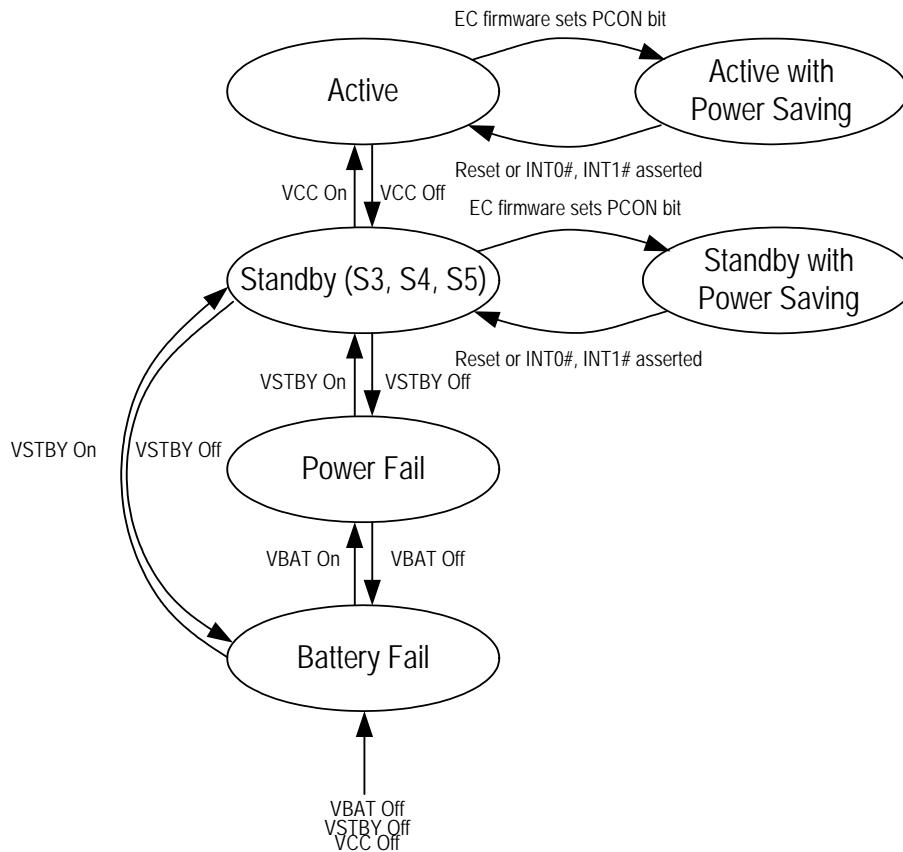 EC firmware sets PCON bit
Active
Active with
Power Saving
Reset or INT0#, INT1# asserted
VCC On
VCC Off
EC firmware sets PCON bit
Standby (S3, S4, S5)
Standby with
Power Saving
Reset or INT0#, INT1# asserted
VSTBY On
VSTBY Off
VSTBY On
VSTBY Off
Power Fail
VBAT On
VBAT Off
Battery Fail
VBAT Off
VSTBY Off
VCC Off